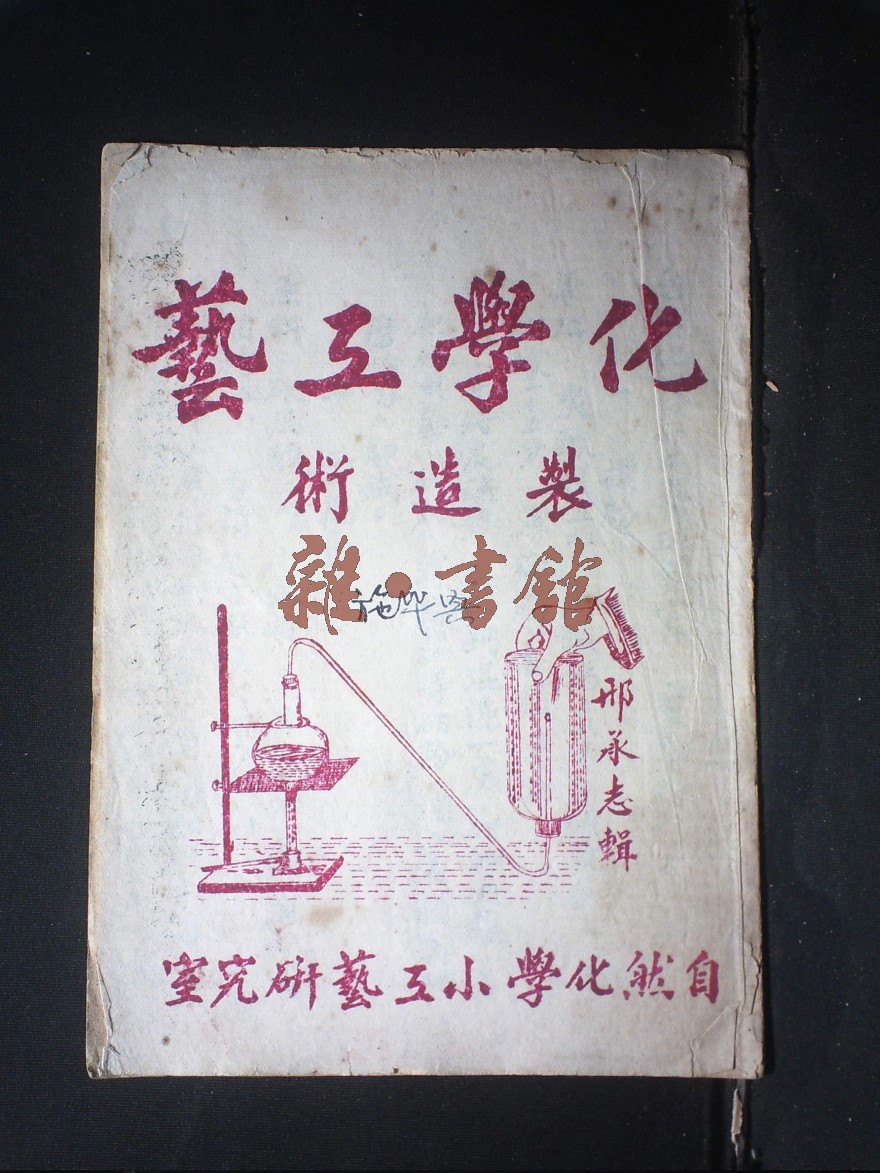 化學工藝
製造術
雜·書館
邢承志輯
自然化學小工藝研究室